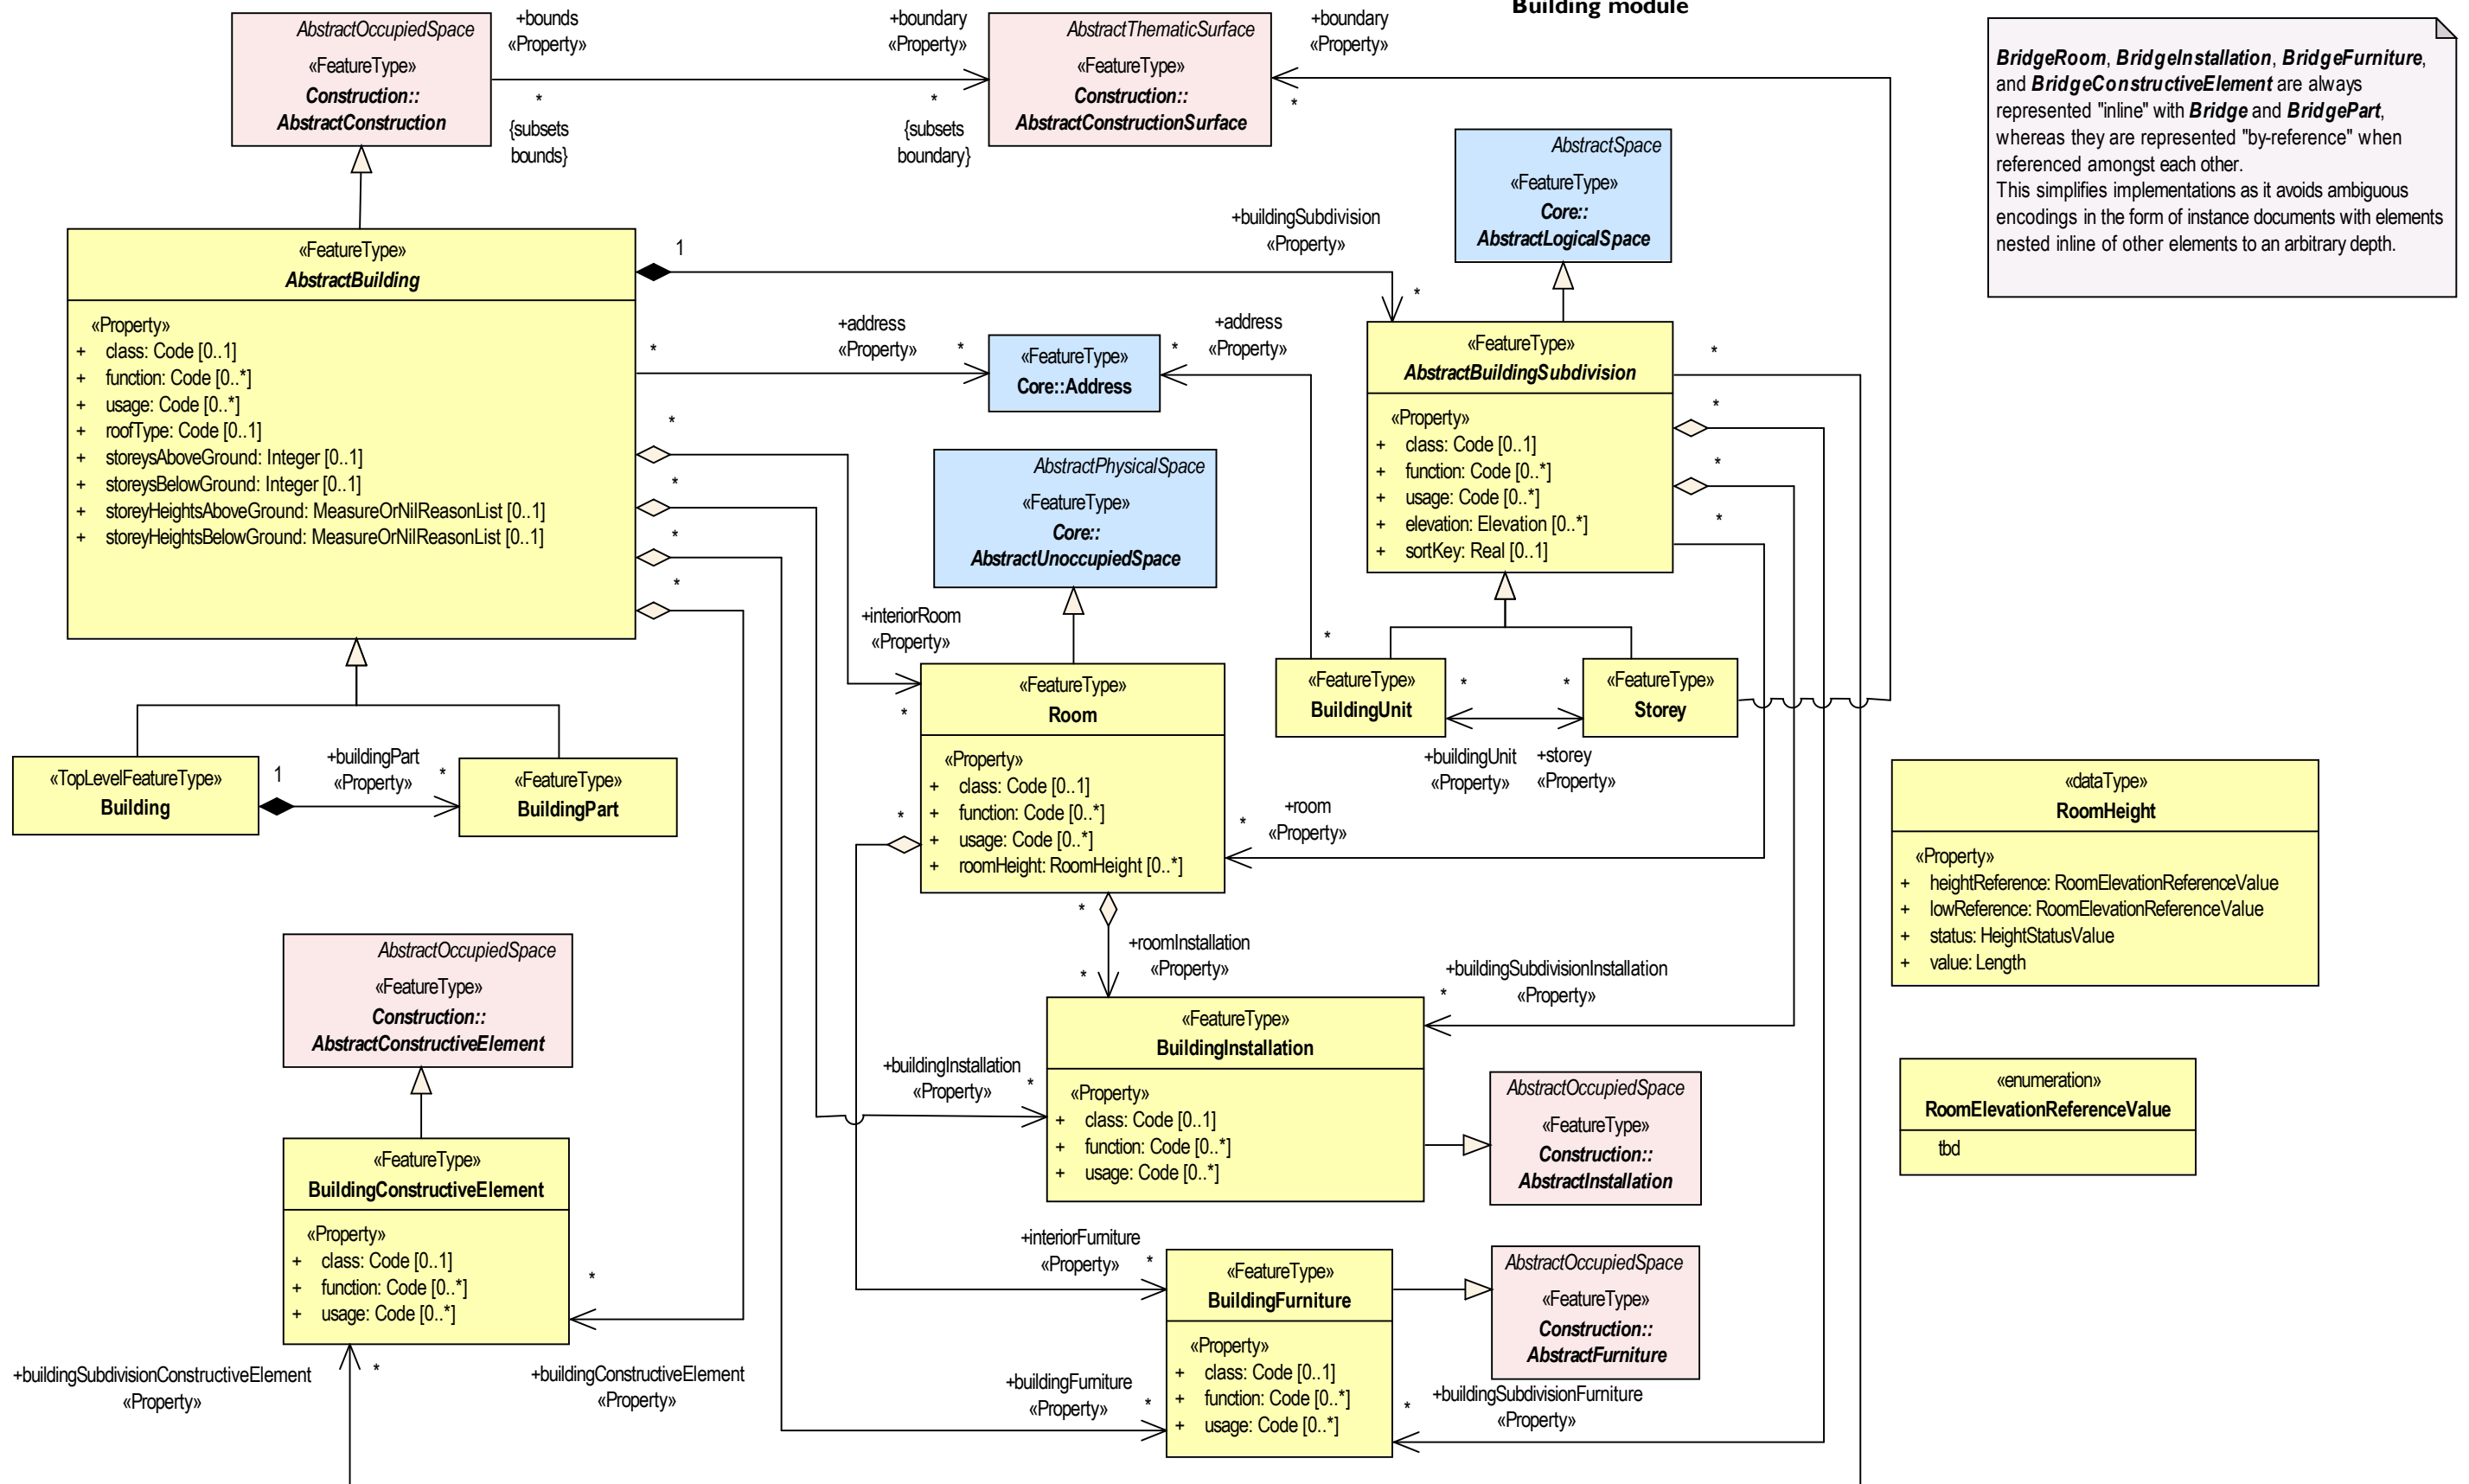 Building module
AbstractOccupiedSpace
«FeatureType»
Construction::
AbstractConstruction
+bounds
«Property»
*
{subsets
bounds}
+boundary
«Property»
*
{subsets
boundary}
AbstractThematicSurface
«FeatureType»
Construction::
AbstractConstructionSurface
+boundary
«Property»
*
BridgeRoom, BridgeInstallation, BridgeFurniture,
and BridgeConstructiveElement are always
represented "inline" with Bridge and BridgePart,
whereas they are represented "by-reference" when
referenced amongst each other.
This simplifies implementations as it avoids ambiguous
encodings in the form of instance documents with elements
nested inline of other elements to an arbitrary depth.
AbstractSpace
«FeatureType»
Core::
AbstractLogicalSpace
«FeatureType»
AbstractBuilding
«Property»
+ class: Code [0..1]
+ function: Code [0..*]
+ usage: Code [0..*]
+ roofType: Code [0..1]
+ storeysAboveGround: Integer [0..1]
+ storeysBelowGround: Integer [0..1]
+ storeyHeightsAboveGround: MeasureOrNilReasonList [0..1]
+ storeyHeightsBelowGround: MeasureOrNilReasonList [0..1]
1
+buildingSubdivision
«Property»
*
*
+address
«Property»
*
«FeatureType»
Core::Address
*
+address
«Property»
*
*
*
*
*
«FeatureType»
AbstractBuildingSubdivision
«Property»
+ class: Code [0..1]
+ function: Code [0..*]
+ usage: Code [0..*]
+ elevation: Elevation [0..*]
+ sortKey: Real [0..1]
*
*
*
*
AbstractPhysicalSpace
«FeatureType»
Core::
AbstractUnoccupiedSpace
+interiorRoom
«Property»
*
«FeatureType»
Room
«Property»
+ class: Code [0..1]
+ function: Code [0..*]
+ usage: Code [0..*]
+ roomHeight: RoomHeight [0..*]
«FeatureType»
BuildingUnit
*
*
+buildingUnit
«Property»
+storey
«Property»
«FeatureType»
Storey
«TopLevelFeatureType»
Building
1
+buildingPart
«Property»
*
«FeatureType»
BuildingPart
*
+room
«Property»
*
«dataType»
RoomHeight
«Property»
+ heightReference: RoomElevationReferenceValue
+ lowReference: RoomElevationReferenceValue
+ status: HeightStatusValue
+ value: Length
*
+roomInstallation
«Property»
*
+buildingSubdivisionInstallation
«Property»
*
AbstractOccupiedSpace
«FeatureType»
Construction::
AbstractConstructiveElement
«FeatureType»
BuildingInstallation
«Property»
+ class: Code [0..1]
+ function: Code [0..*]
+ usage: Code [0..*]
+buildingInstallation
«Property»
*
AbstractOccupiedSpace
«FeatureType»
Construction::
AbstractInstallation
«enumeration»
RoomElevationReferenceValue
tbd
«FeatureType»
BuildingConstructiveElement
«Property»
+ class: Code [0..1]
+ function: Code [0..*]
+ usage: Code [0..*]
*
+buildingSubdivisionConstructiveElement
«Property»
*
+buildingConstructiveElement
«Property»
+interiorFurniture
«Property»
*
«FeatureType»
BuildingFurniture
«Property»
+ class: Code [0..1]
+ function: Code [0..*]
+ usage: Code [0..*]
AbstractOccupiedSpace
«FeatureType»
Construction::
AbstractFurniture
+buildingFurniture
«Property»
*
+buildingSubdivisionFurniture
«Property»
*